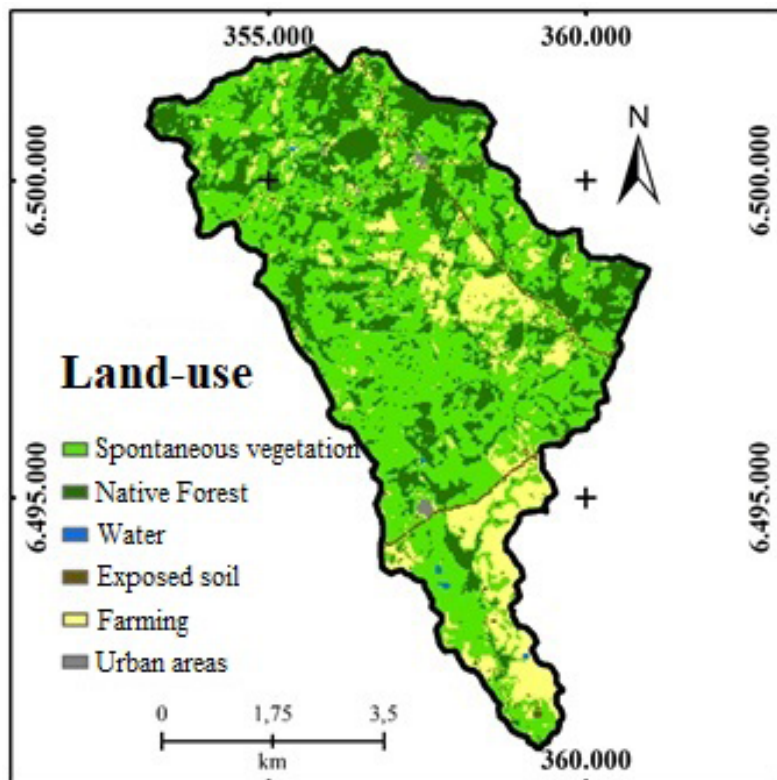 355.000 360.000
N
6.500.000 6.500.000
Land-use
Spontaneous vegetation
Native Forest
6.495.000 6.495.000
Water
Exposed soil
Farming
Urban areas
0 1,75 3,5
km
360.000